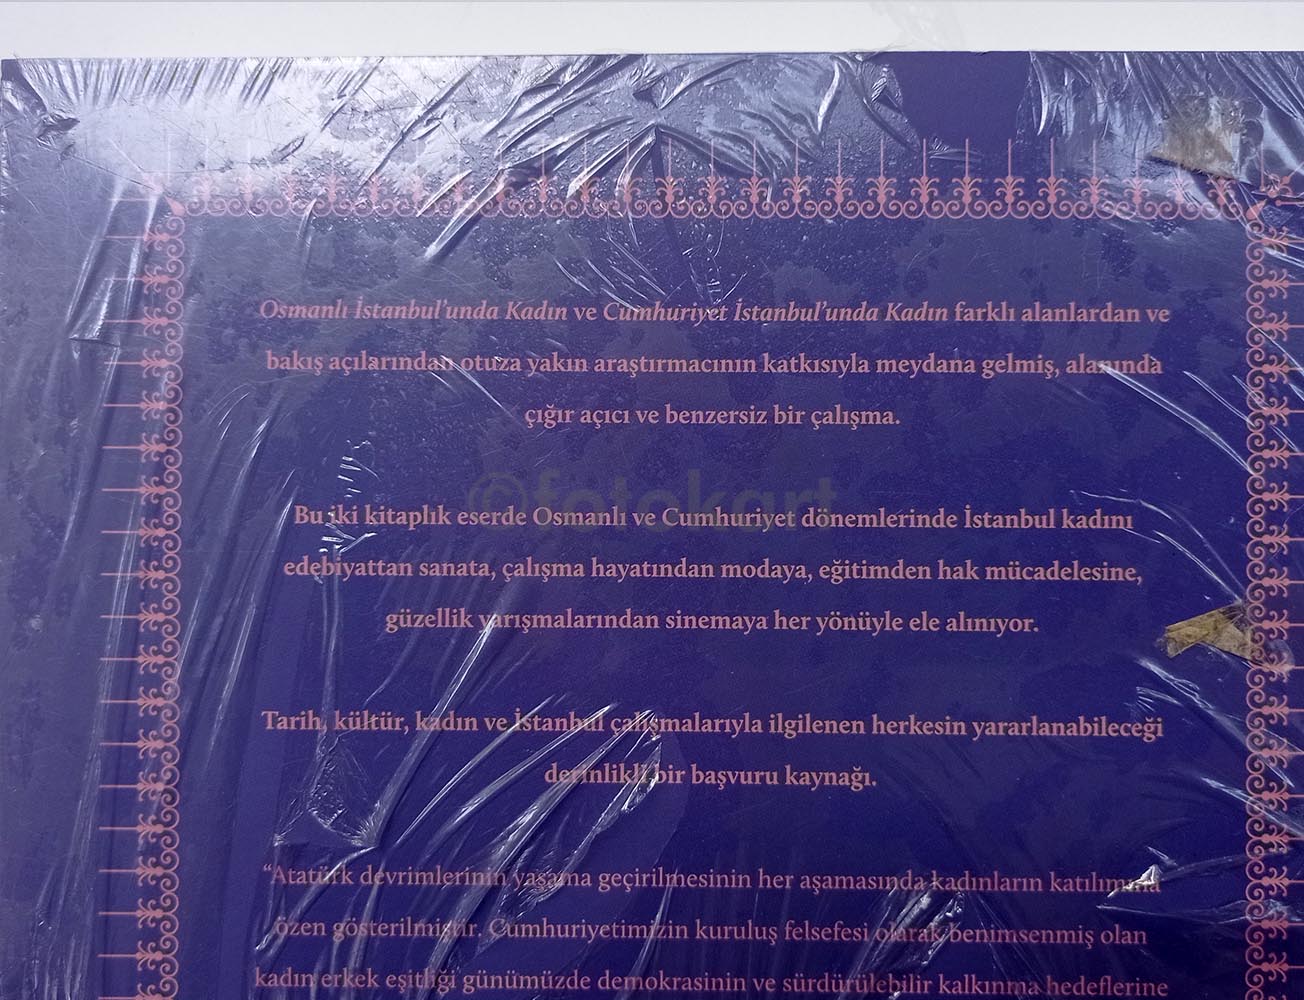 Osmanlı İstanbul'unda Kadın ve Cumhuriyet İstanbul'unda Kadın farklı alanlardan ve
bakış açılarından otuza yakın araştırmacının katkısıyla meydana gelmiş, alanında
çığır açıcı ve benzersiz bir çalışma.
©fotokart
Bu iki kitaplık eserde Osmanlı ve Cumhuriyet dönemlerinde İstanbul kadını
edebiyattan sanata, çalışma hayatından modaya, eğitimden hak mücadelesine,
güzellik yarışmalarından sinemaya her yönüyle ele alınıyor.
Tarih, kültür, kadın ve İstanbul çalışmalarıyla ilgilenen herkesin yararlanabileceği
derinlikli bir başvuru kaynağı.
“Atatürk devrimlerinin yaşama geçirilmesinin her aşamasında kadınların katılımına
özen gösterilmiştir. Cumhuriyetimizin kuruluş felsefesi olarak benimsenmiş olan
kadın erkek eşitliği günümüzde demokrasinin ve sürdürülebilir kalkınma hedeflerine